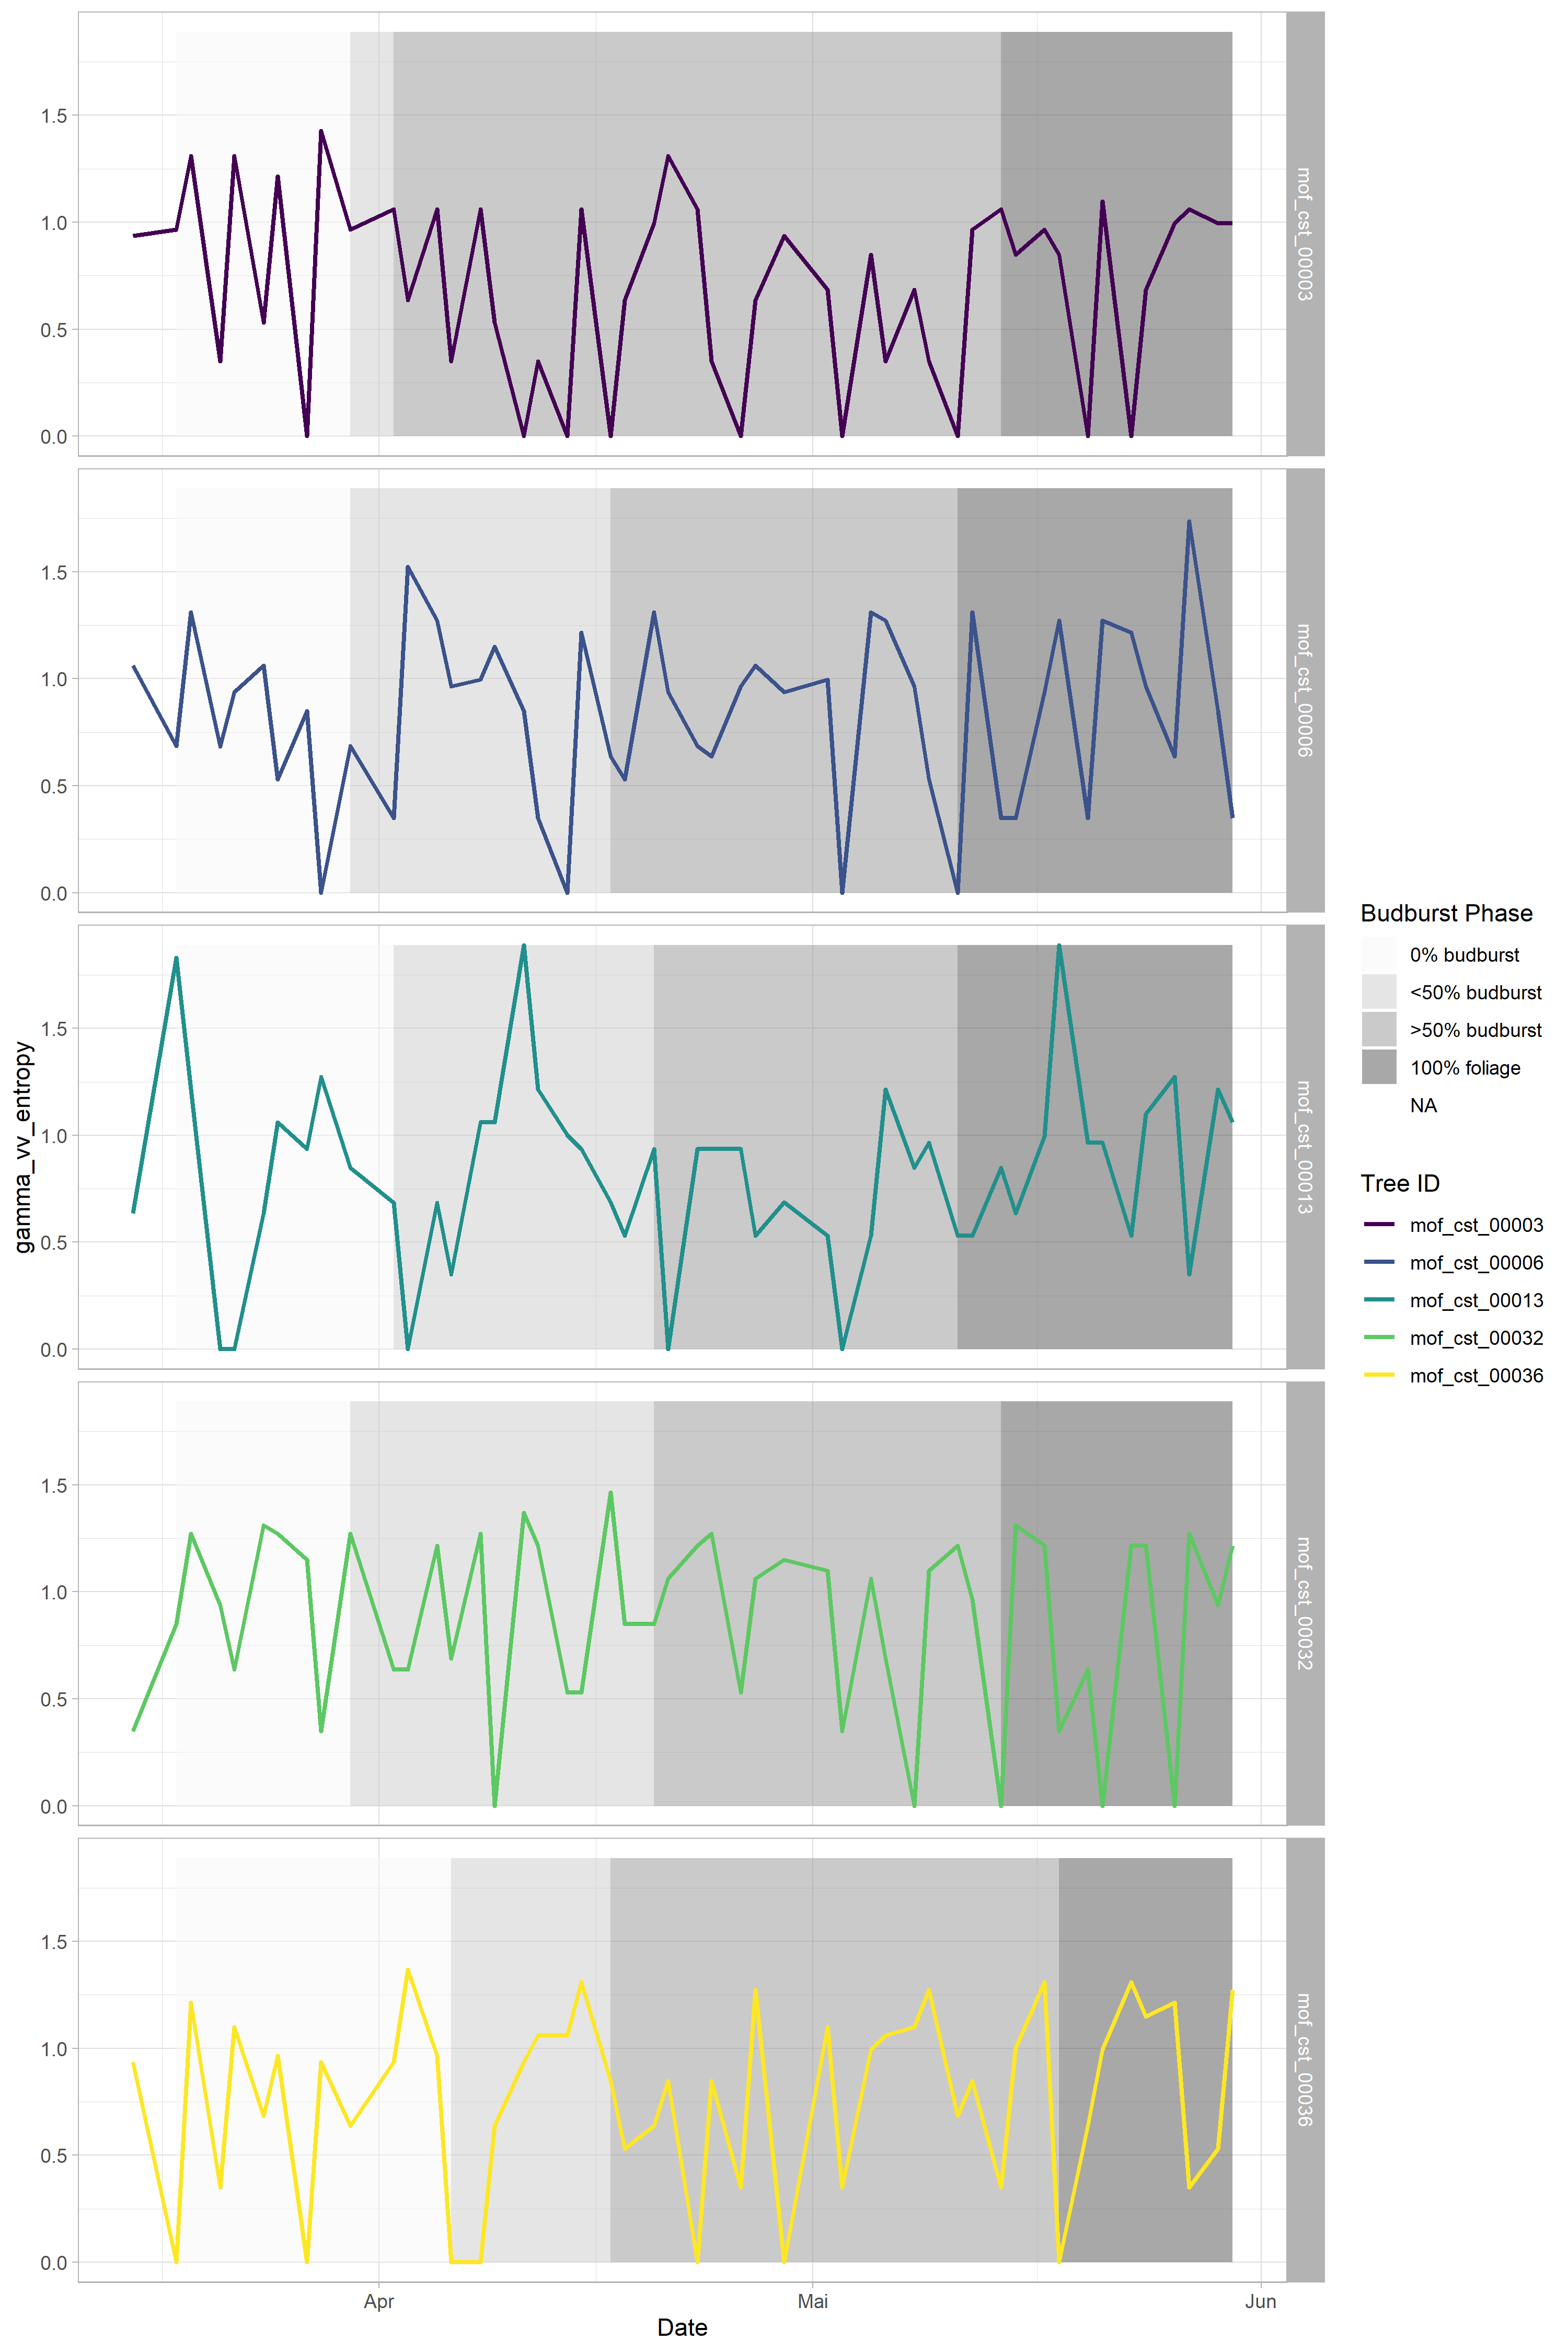 1.5
1.0
0.5
0.0
mof_cst_00003
1.5
1.0
0.5
0.0
mof_cst_00006
1.5
1.0
0.5
0.0
mof_cst_00013
1.5
1.0
0.5
0.0
mof_cst_00032
1.5
1.0
0.5
0.0
mof_cst_00036
gamma_vv_entropy
Apr
Mai
Jun
Date
Budburst Phase
0% budburst
<50% budburst
>50% budburst
100% foliage
NA
Tree ID
mof_cst_00003
mof_cst_00006
mof_cst_00013
mof_cst_00032
mof_cst_00036